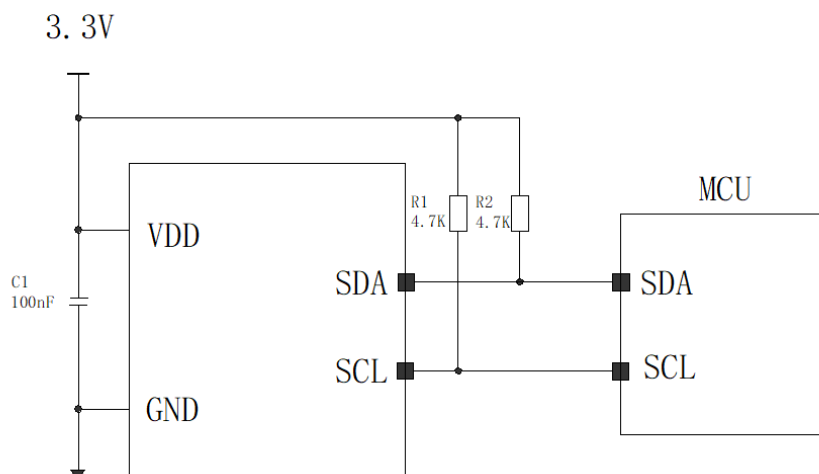 3.3V
MCU
R1
4.7K
R2
4.7K
VDD
SDA
SDA
C1
100nF
SCL
SCL
GND